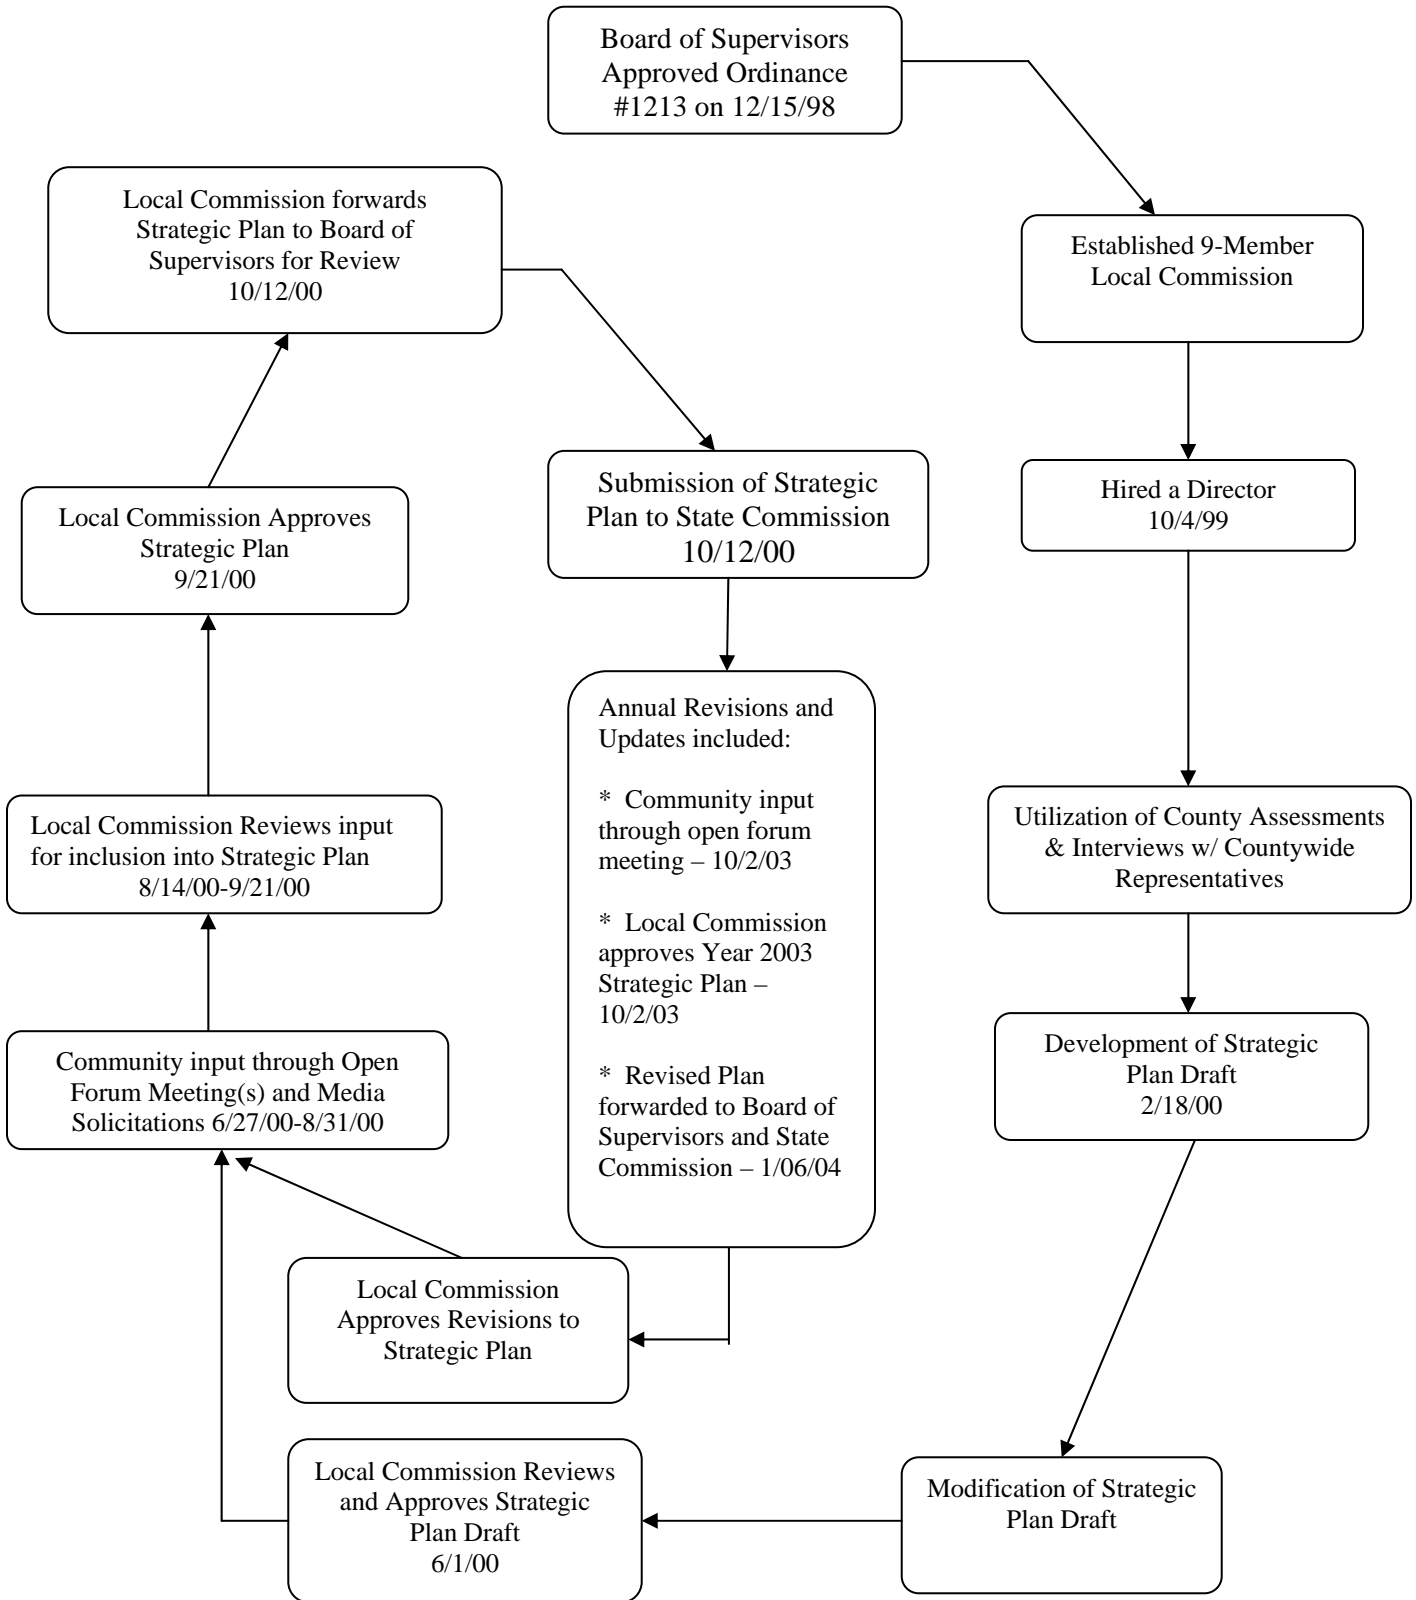 Board of Supervisors
Approved Ordinance
#1213 on 12/15/98
Established 9-Member
Local Commission
Hired a Director
10/4/99
Utilization of County Assessments
& Interviews w/ Countywide
Representatives
Development of Strategic
Plan Draft
2/18/00
Modification of Strategic
Plan Draft
Local Commission Reviews
and Approves Strategic
Plan Draft
6/1/00
Community input through Open
Forum Meeting(s) and Media
Solicitations 6/27/00-8/31/00
Local Commission Reviews input
for inclusion into Strategic Plan
8/14/00-9/21/00
Local Commission Approves
Strategic Plan
9/21/00
Local Commission forwards
Strategic Plan to Board of
Supervisors for Review
10/12/00
Submission of Strategic
Plan to State Commission
10/12/00
Annual Revisions and
Updates included:
* Community input
through open forum
meeting – 10/2/03
* Local Commission
approves Year 2003
Strategic Plan –
10/2/03
* Revised Plan
forwarded to Board of
Supervisors and State
Commission – 1/06/04
Local Commission
Approves Revisions to
Strategic Plan